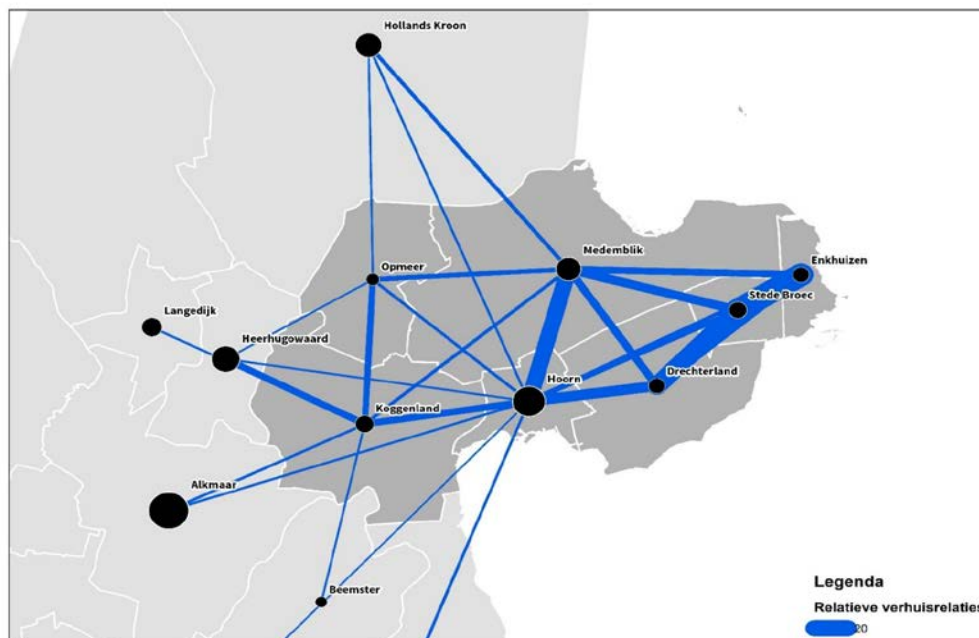 Hollands Kroon
Medemblik
Opmeer
Enkhuizen
Stede Broec
Langedijk
Heerhugowaard
Drechterland
Hoorn
Koggenland
Alkmaar
Beemster
Legenda
Relatieve verhuisrelaties
20